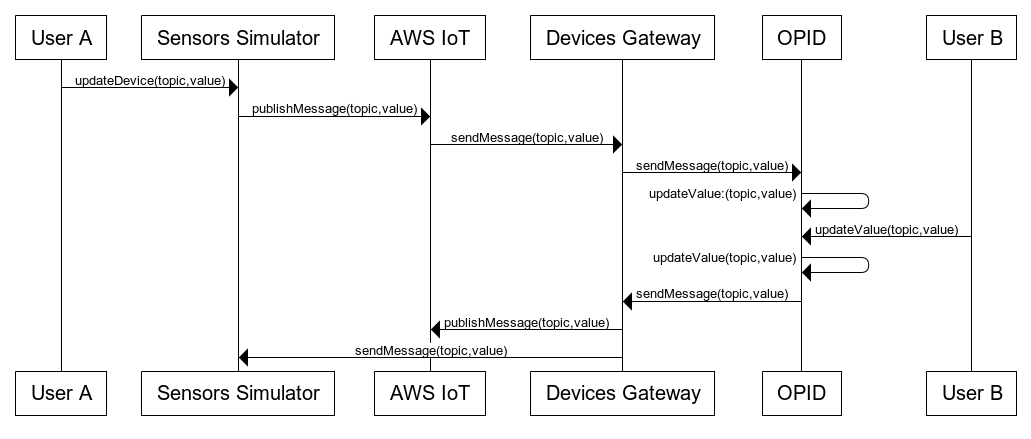 User A
Sensors Simulator
AWS IoT
Devices Gateway
OPID
User B
updateDevice(topic,value)
publishMessage(topic,value)
sendMessage(topic,value)
sendMessage(topic,value)
updateValue:(topic,value)
updateValue(topic,value)
updateValue(topic,value)
sendMessage(topic,value)
publishMessage(topic,value)
sendMessage(topic,value)
User A
Sensors Simulator
AWS IoT
Devices Gateway
OPID
User B